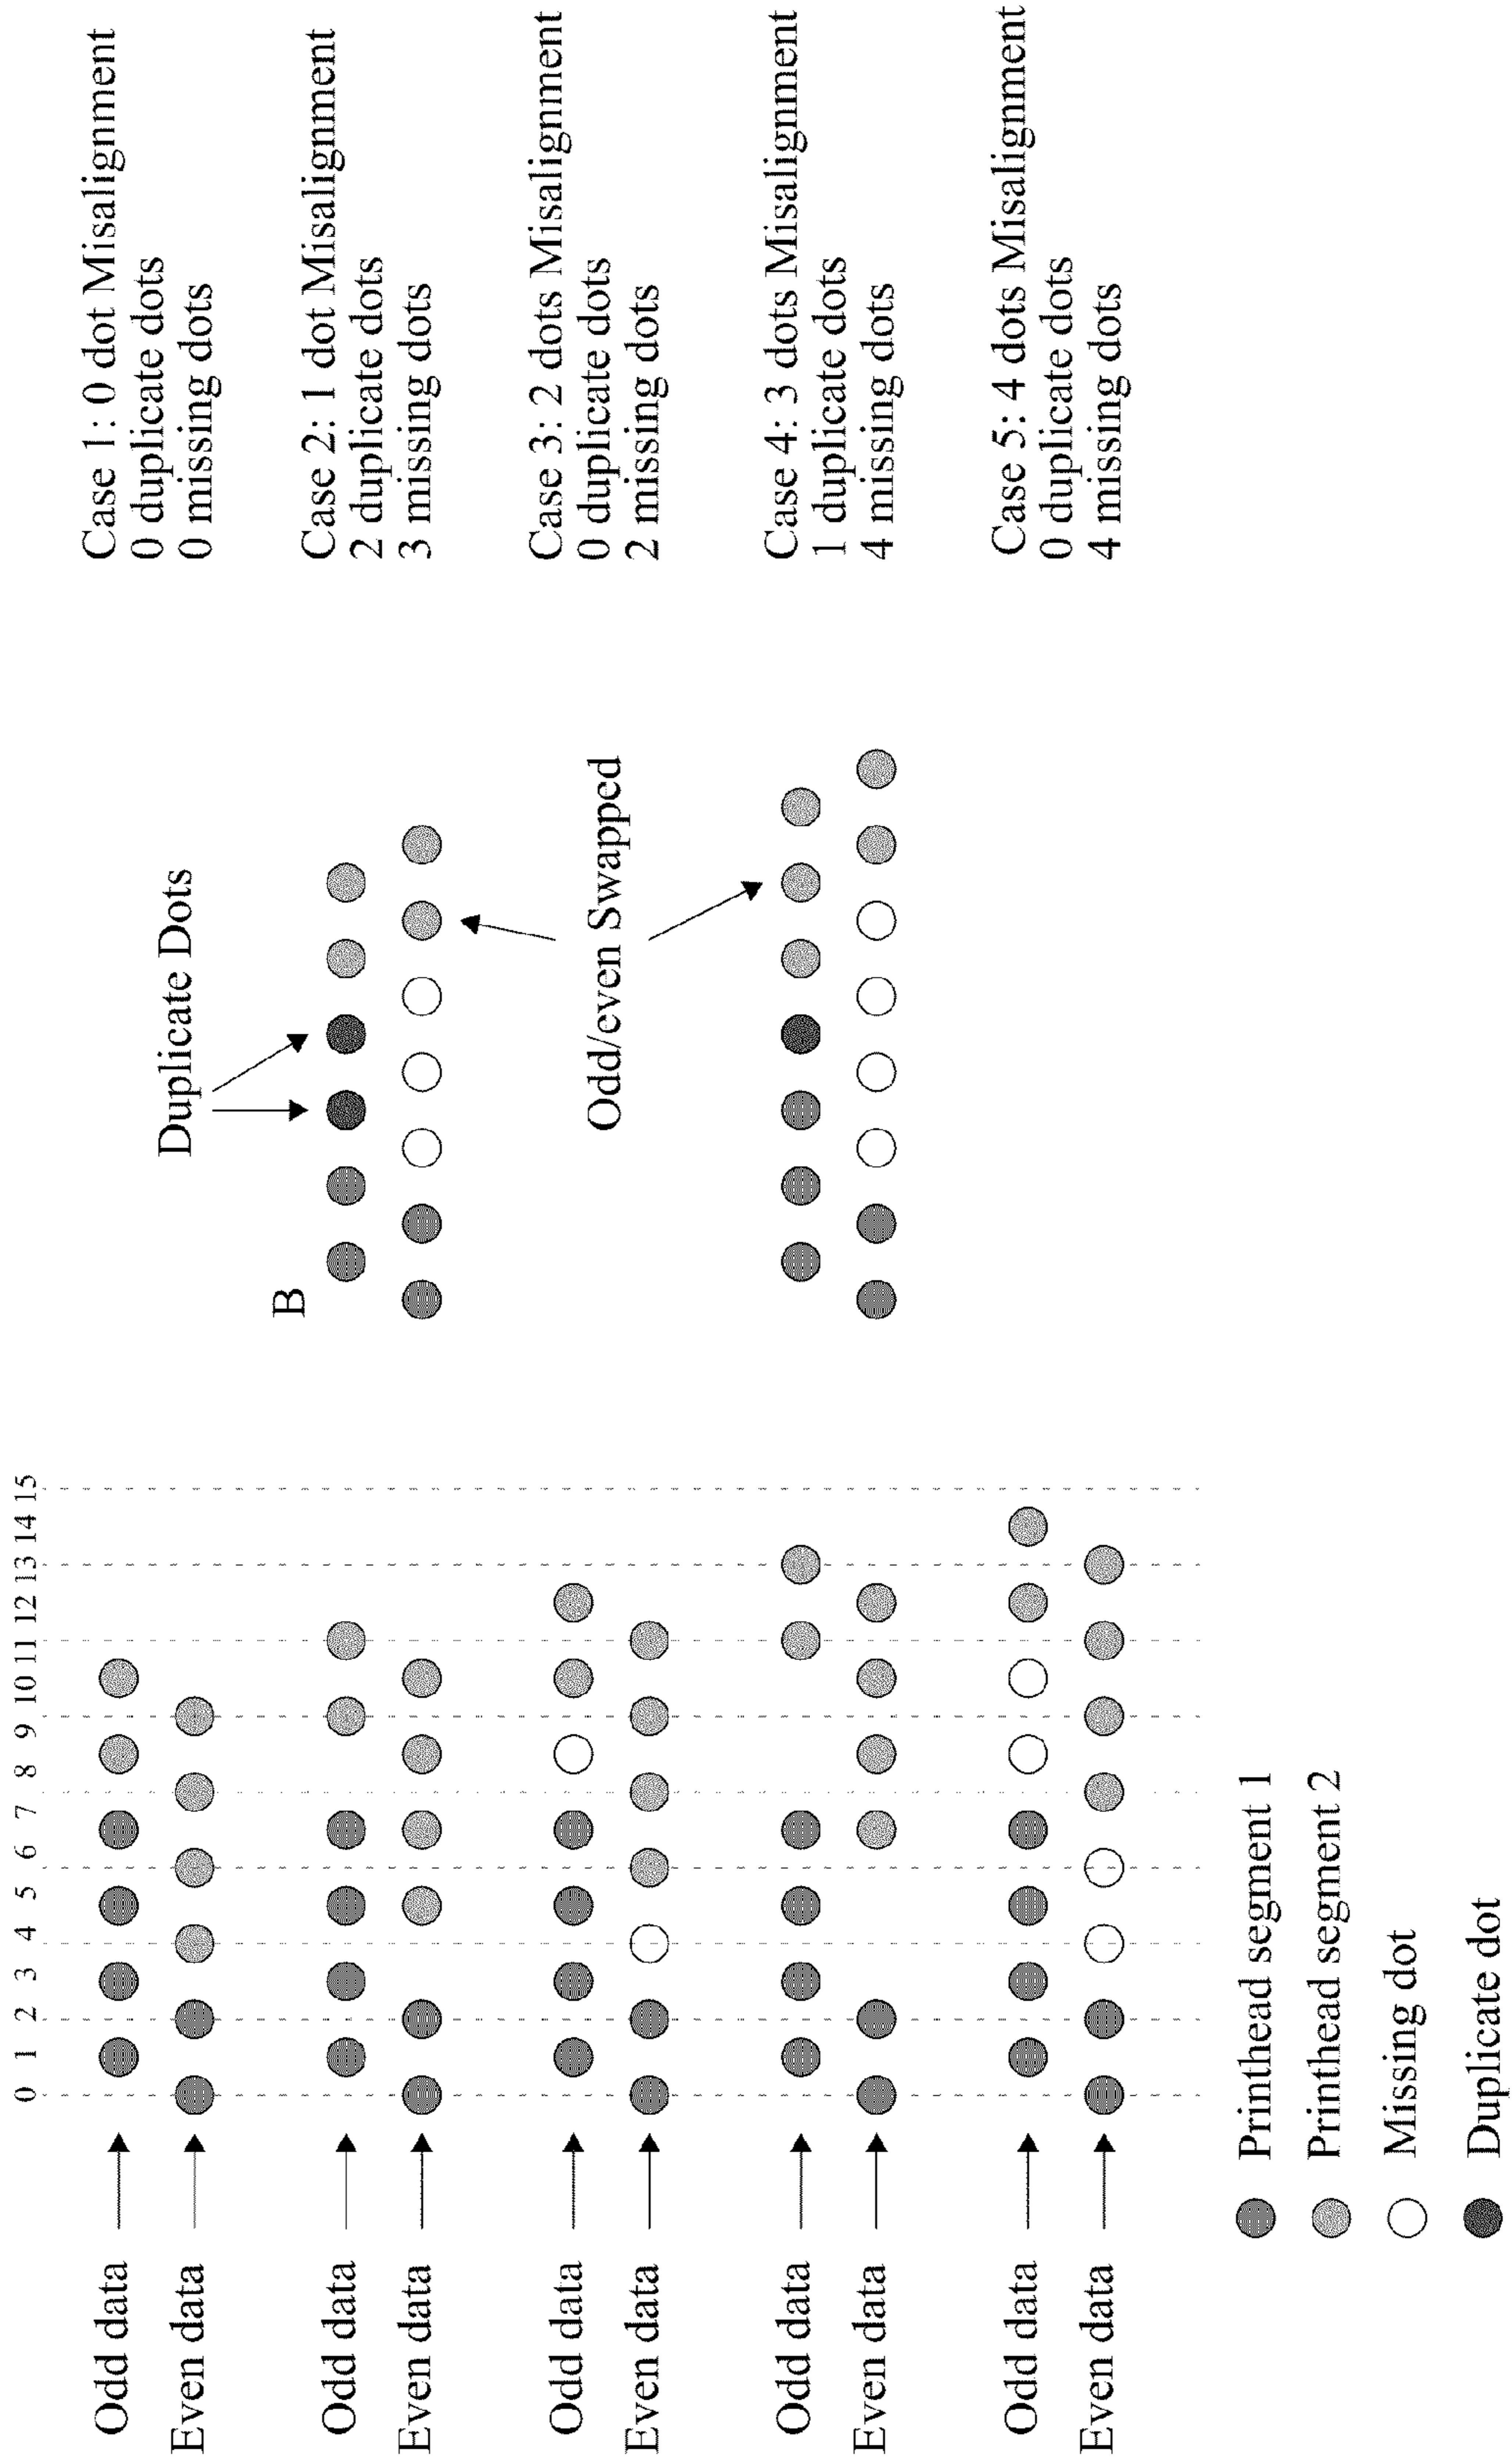 0 1 2 3 4 5 6 7 8 9 10 11 12 13 14 15
Odd data
Even data
Case 1: 0 dot Misalignment
0 duplicate dots
0 missing dots
Duplicate Dots
B
Odd data
Even data
Case 2: 1 dot Misalignment
2 duplicate dots
3 missing dots
Odd data
Even data
Odd/even Swapped
Case 3: 2 dots Misalignment
0 duplicate dots
2 missing dots
Odd data
Even data
Case 4: 3 dots Misalignment
1 duplicate dots
4 missing dots
Odd data
Even data
Case 5: 4 dots Misalignment
0 duplicate dots
4 missing dots
Printhead segment 1
Printhead segment 2
Missing dot
Duplicate dot